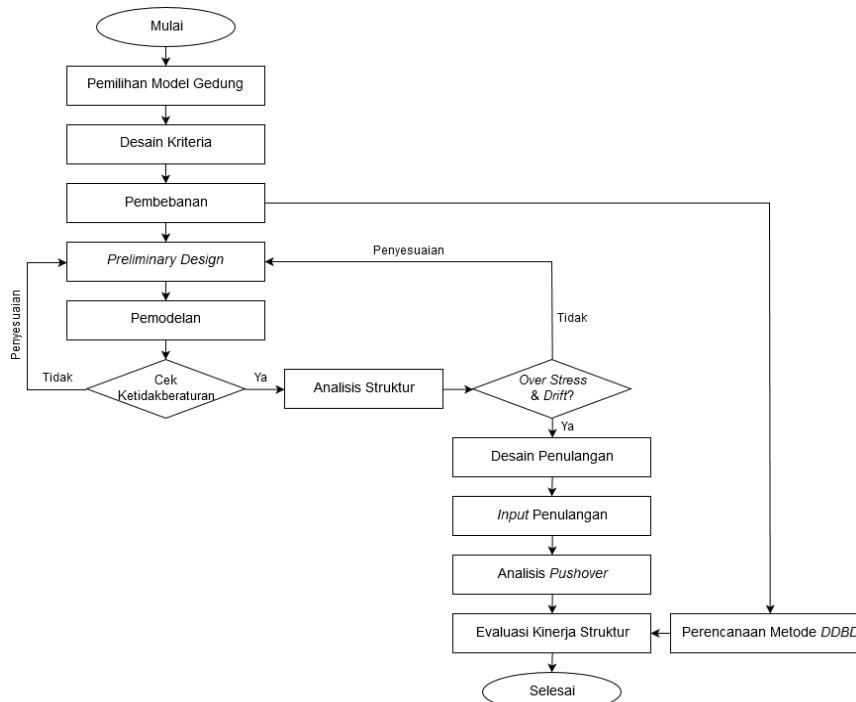 Mulai
Pemilihan Model Gedung
Desain Kriteria
Pembebanan
Preliminary Design
Penyesuaian
Penyesuaian
Pemodelan
Tidak
Tidak
Cek
Ketidakberaturan
Ya
Analisis Struktur
Over Stress
& Drift?
Ya
Desain Penulangan
Input Penulangan
Analisis Pushover
Evaluasi Kinerja Struktur
Perencanaan Metode DDBD
Selesai